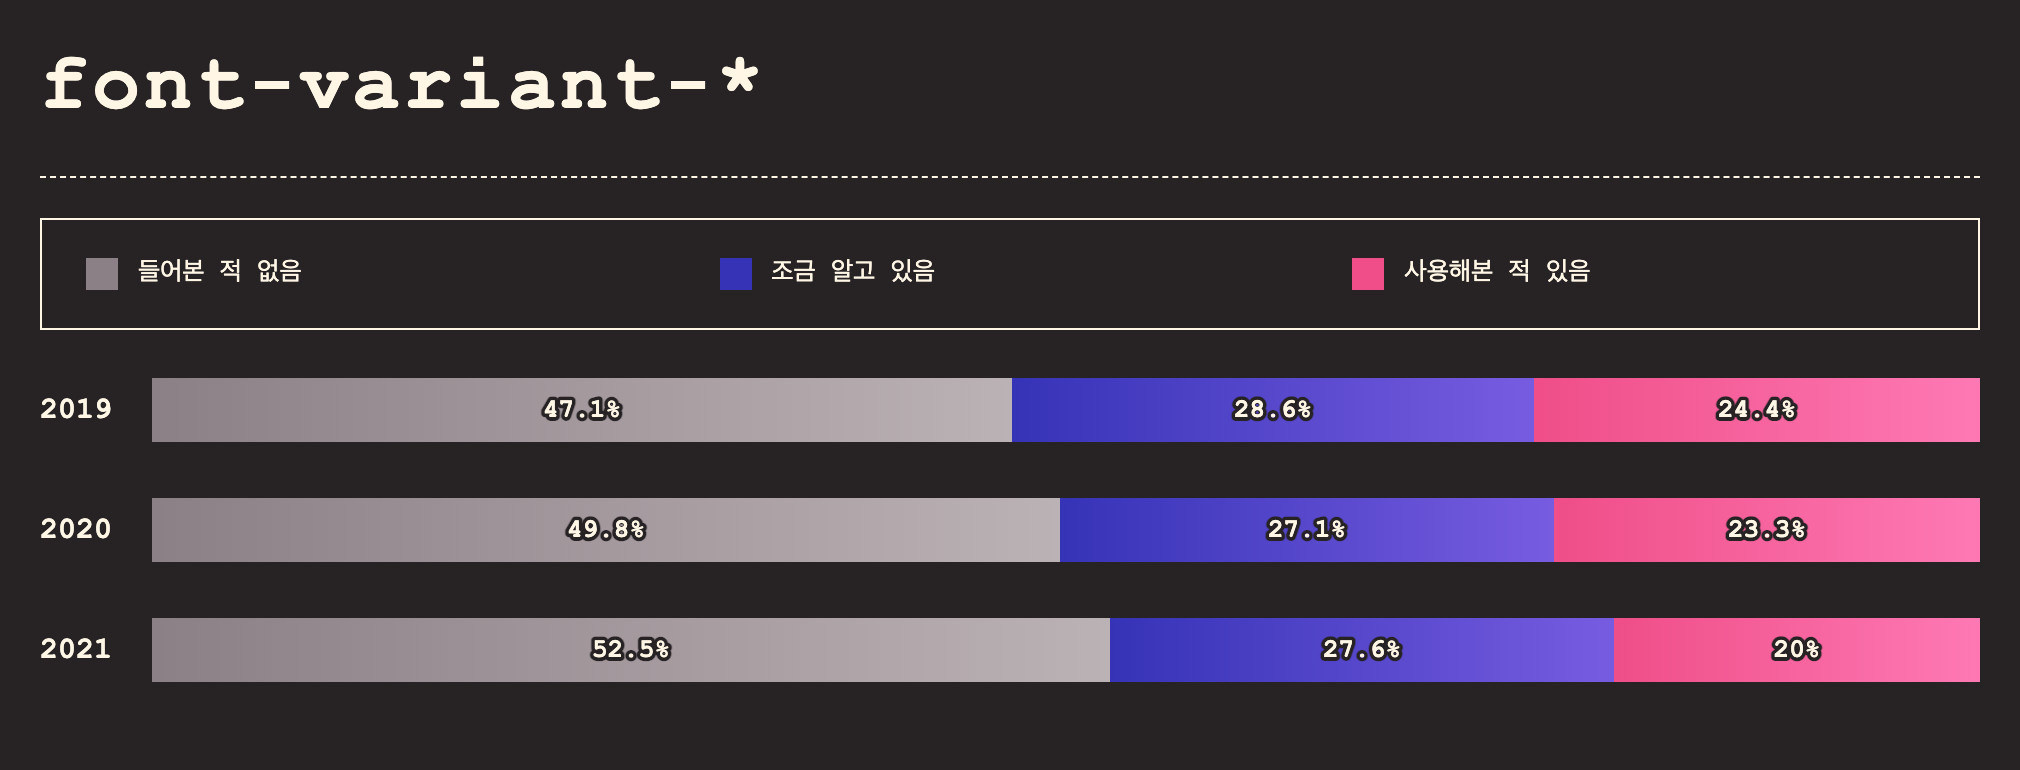 font-variant-*
들어본 적 없음 조금 알고 있음 사용해본 적 있음
2019 47.1% 28.6% 24.4%
2020 49.8% 27.1% 23.3%
2021 52.5% 27.6% 20%